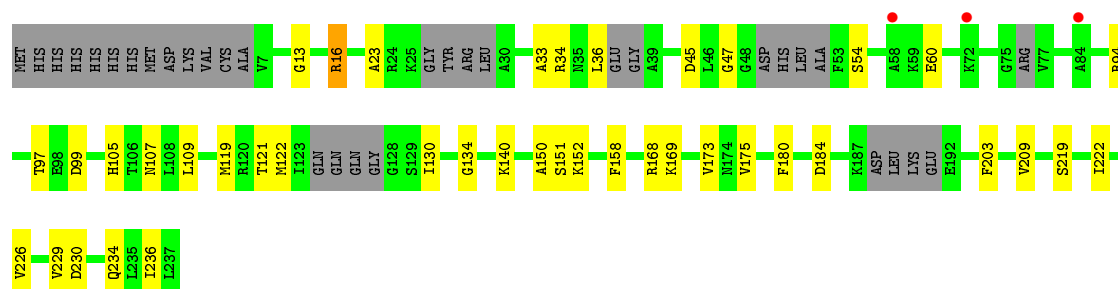 MET HIS HIS HIS HIS HIS HIS MET ASP LYS VAL CYS ALA V7 G13 R16 A23 R24 K25 GLY TYR ARG LEU A30 A33 R34 N35 L36 GLU GLY A39 D45 L46 G47 G48 ASP HIS LEU ALA F53 S54 A58 K59 E60 K72 G75 ARG V77 A84
T97 E98 D99 H105 T106 N107 L108 L109 M119 R120 T121 M122 I123 GLN GLN GLN GLY G128 S129 I130 G134 K140 A150 S151 K152 F158 R168 K169 V173 N174 V175 F180 D184 K187 ASP LEU LYS GLU E192 F203 V209 S219 I222
V226 V229 D230 Q234 L235 I236 L237